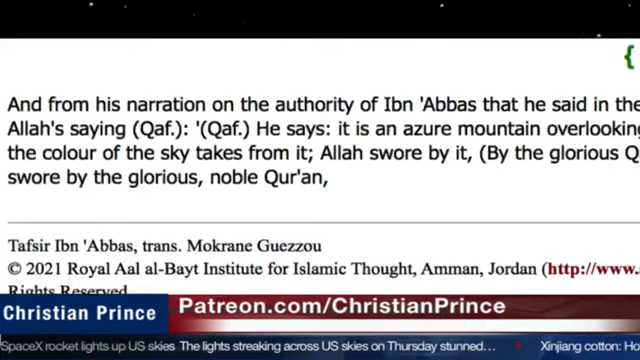 {
And from his narration on the authority of Ibn 'Abbas that he said in the
Allah's saying (Qaf.): '(Qaf.) He says: it is an azure mountain overlooking
the colour of the sky takes from it; Allah swore by it, (By the glorious Q
swore by the glorious, noble Qur'an,
Tafsir Ibn 'Abbas, trans. Mokrane Guezzou
© 2021 Royal Aal al-Bayt Institute for Islamic Thought, Amman, Jordan (http://www.
Rights Reserved
Christian Prince
Patreon.com/ChristianPrince
SpaceX rocket lights up US skies The lights streaking across US skies on Thursday stunned... Xinjiang cotton: Ho